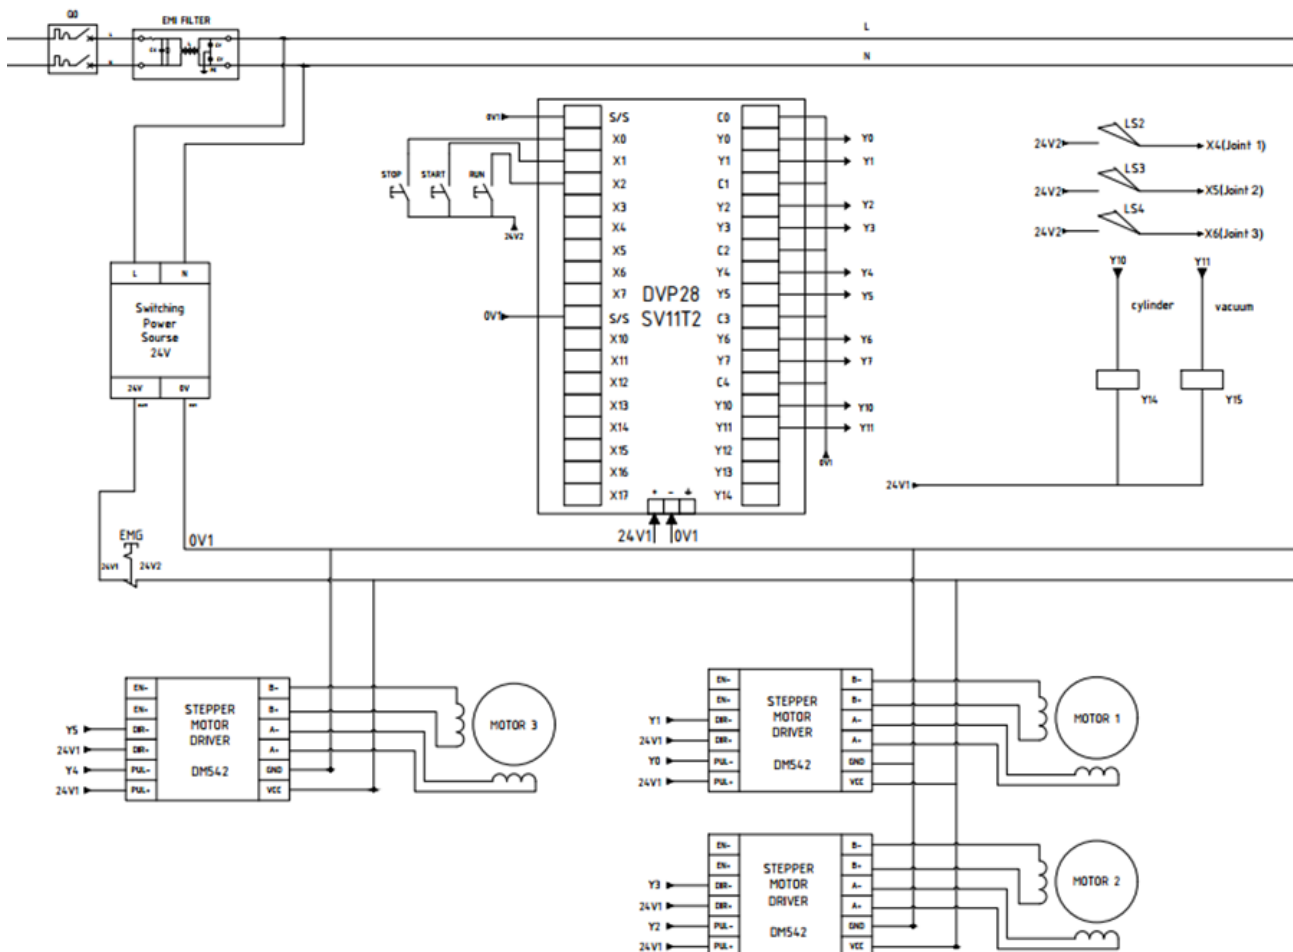 Q0
EMI FILTER
L
N
L
N
S/S
X0
X1
X2
X3
X4
X5
X6
X7
S/S
X10
X11
X12
X13
X14
X15
X16
X17
DVP28
SV11T2
C0
Y0
Y1
C1
Y2
Y3
C2
Y4
Y5
C3
Y6
Y7
C4
Y10
Y11
Y12
Y13
Y14
0V1
STOP
START
RUN
24V2
0V1
+ -
24V1
0V1
Y0
Y1
Y2
Y3
Y4
Y5
Y6
Y7
Y10
Y11
0V1
LS2
24V2
X4(Joint 1)
LS3
24V2
X5(Joint 2)
LS4
24V2
X6(Joint 3)
Y10
Y11
cylinder
vacuum
Y14
Y15
24V1
L
N
Switching
Power
Sourse
24V
24V
0V
EMG
0V1
24V1
24V2
EN-
EN-
DIR-
DIR-
PUL-
PUL+
STEPPER
MOTOR
DRIVER
DM542
B-
B-
A-
A+
GND
VCC
Y5
24V1
Y4
24V1
MOTOR 3
EN-
EN-
DIR-
DIR-
PUL-
PUL-
STEPPER
MOTOR
DRIVER
DM542
B-
B-
A-
A+
GND
VCC
Y1
24V1
Y0
24V1
MOTOR 1
EN-
EN-
DIR-
DIR-
PUL-
PUL-
STEPPER
MOTOR
DRIVER
DM542
B-
B-
A-
A+
GND
VCC
Y3
24V1
Y2
24V1
MOTOR 2